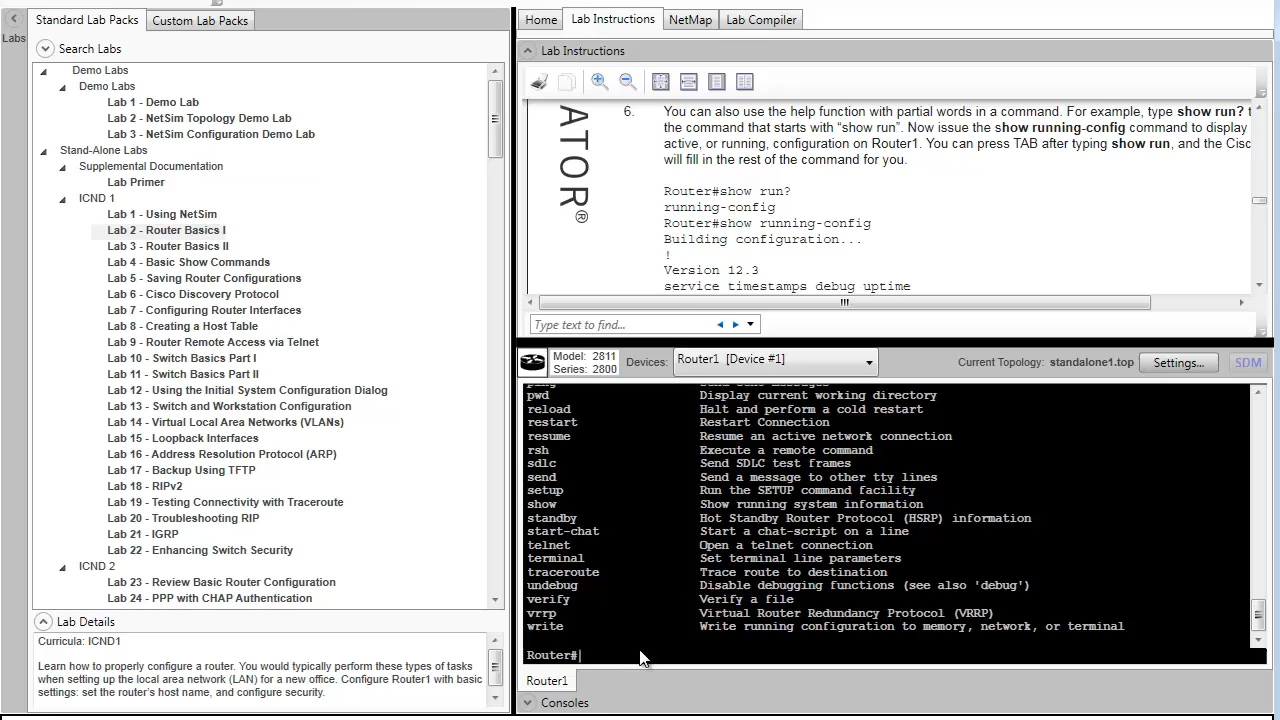 Labs
Standard Lab Packs
Custom Lab Packs
Search Labs
Demo Labs
Demo Labs
Lab 1 - Demo Lab
Lab 2 - NetSim Topology Demo Lab
Lab 3 - NetSim Configuration Demo Lab
Stand-Alone Labs
Supplemental Documentation
Lab Primer
ICND 1
Lab 1 - Using NetSim
Lab 2 - Router Basics I
Lab 3 - Router Basics II
Lab 4 - Basic Show Commands
Lab 5 - Saving Router Configurations
Lab 6 - Cisco Discovery Protocol
Lab 7 - Configuring Router Interfaces
Lab 8 - Creating a Host Table
Lab 9 - Router Remote Access via Telnet
Lab 10 - Switch Basics Part I
Lab 11 - Switch Basics Part II
Lab 12 - Using the Initial System Configuration Dialog
Lab 13 - Switch and Workstation Configuration
Lab 14 - Virtual Local Area Networks (VLANs)
Lab 15 - Loopback Interfaces
Lab 16 - Address Resolution Protocol (ARP)
Lab 17 - Backup Using TFTP
Lab 18 - RIPv2
Lab 19 - Testing Connectivity with Traceroute
Lab 20 - Troubleshooting RIP
Lab 21 - IGRP
Lab 22 - Enhancing Switch Security
ICND 2
Lab 23 - Review Basic Router Configuration
Lab 24 - PPP with CHAP Authentication
Lab Details
Curricula: ICND1
Learn how to properly configure a router. You would typically perform these types of tasks
when setting up the local area network (LAN) for a new office. Configure Router1 with basic
settings: set the router's host name, and configure security.
Home
Lab Instructions
NetMap
Lab Compiler
Lab Instructions
ATOR®
6. You can also use the help function with partial words in a command. For example, type show run? t
the command that starts with “show run”. Now issue the show running-config command to display
active, or running, configuration on Router1. You can press TAB after typing show run, and the Cisc
will fill in the rest of the command for you.
Router#show run?
running-config
Router#show running-config
Building configuration...
!
Version 12.3
service timestamps debug uptime
Type text to find...
Model: 2811
Series: 2800
Devices:
Router1 [Device #1]
Current Topology: standalone1.top
Settings...
SDM
pwd Display current working directory
reload Halt and perform a cold restart
restart Restart Connection
resume Resume an active network connection
rsh Execute a remote command
sdlc Send SDLC test frames
send Send a message to other tty lines
setup Run the SETUP command facility
show Show running system information
standby Hot Standby Router Protocol (HSRP) information
start-chat Start a chat-script on a line
telnet Open a telnet connection
terminal Set terminal line parameters
traceroute Trace route to destination
undebug Disable debugging functions (see also 'debug')
verify Verify a file
vrrp Virtual Router Redundancy Protocol (VRRP)
write Write running configuration to memory, network, or terminal
Router#
Router1
Consoles